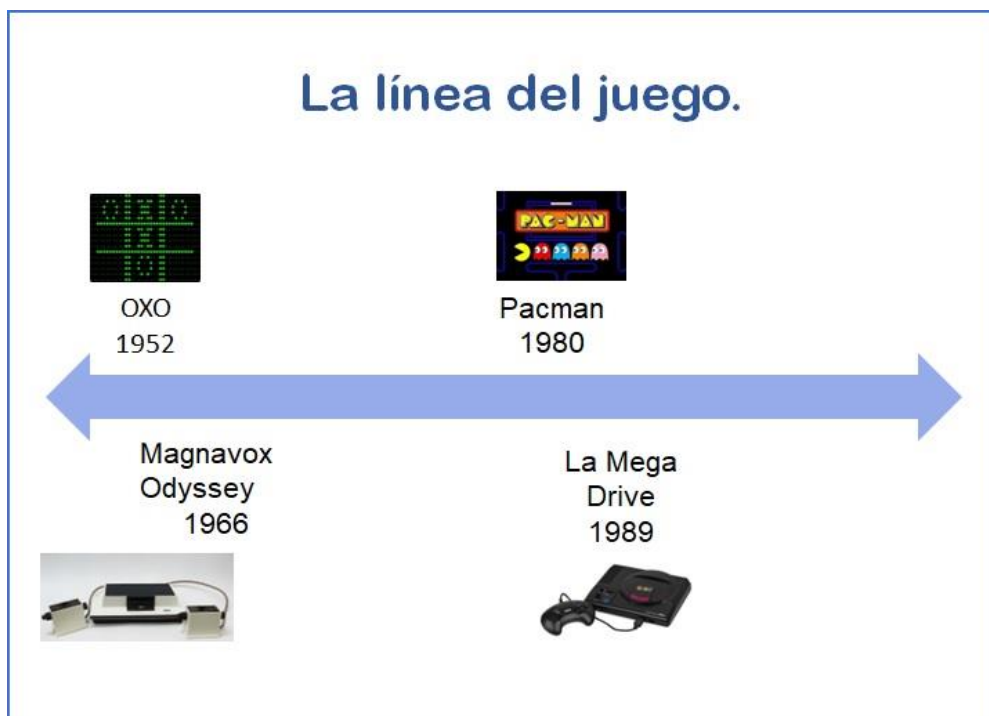 La línea del juego.
PAC-MAN
OXO
1952
Pacman
1980
Magnavox
Odyssey
1966
La Mega
Drive
1989